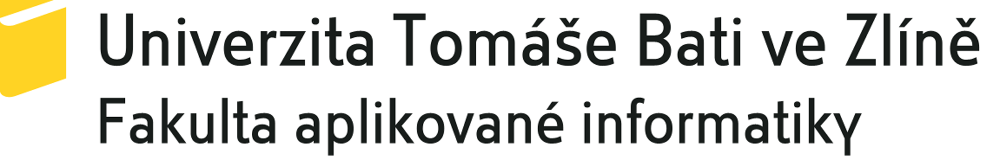 Univerzita Tomáše Bati ve Zlíně
Fakulta aplikované informatiky